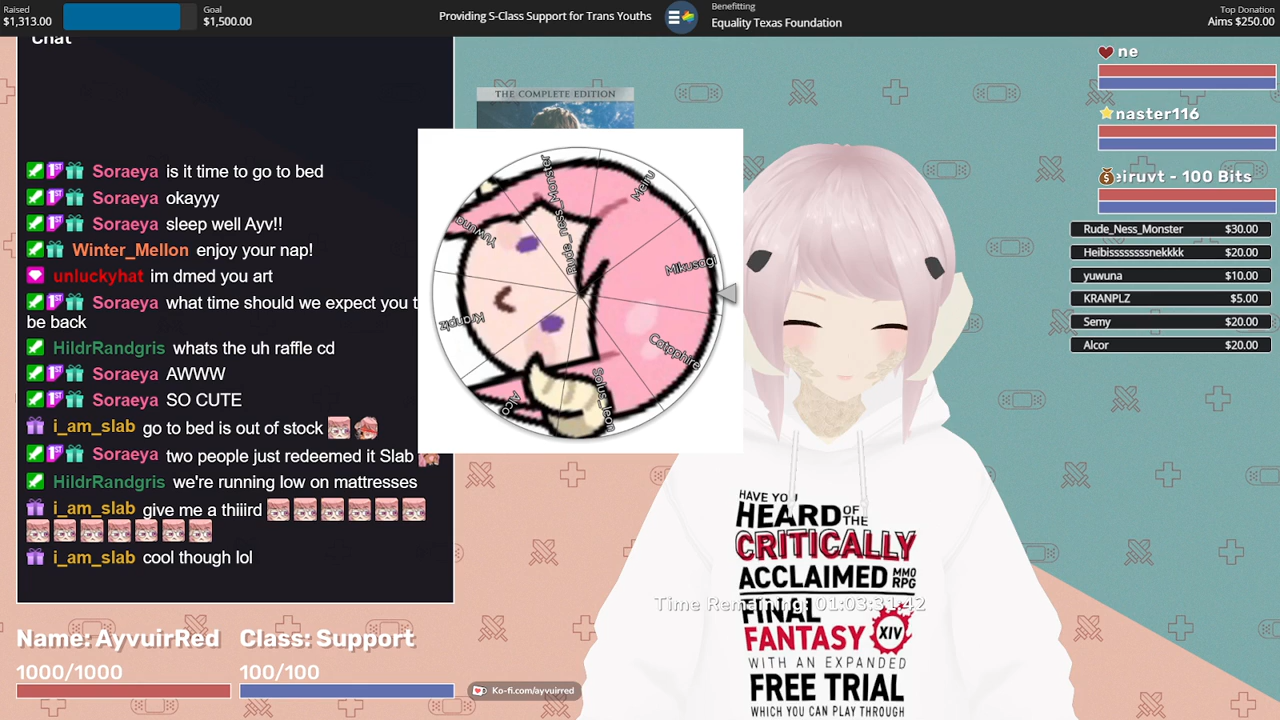 Raised
$1,313.00
Goal
$1,500.00
Providing S-Class Support for Trans Youths
Benefitting
Equality Texas Foundation
Top Donation
Aims $250.00
Chat
Soraeya is it time to go to bed
Soraeya okayyy
Soraeya sleep well Ayv!!
Winter_Mellon enjoy your nap!
unluckyhat im dmed you art
Soraeya what time should we expect you t
be back
HildrRandgris whats the uh raffle cd
Soraeya AWWW
Soraeya SO CUTE
i_am_slab go to bed is out of stock
Soraeya two people just redeemed it Slab
HildrRandgris we're running low on mattresses
i_am_slab give me a thiiird
i_am_slab cool though lol
THE COMPLETE EDITION
Rude_Ness_Monster
Meiru
Mikusagi
Catsphire
Solus_Jeon
Alco
Kranplz
Yuwuna
ne
naster116
eiruvt - 100 Bits
Rude_Ness_Monster $30.00
Heibisssssssnekkkk $20.00
yuwuna $10.00
KRANPLZ $5.00
Semy $20.00
Alcor $20.00
HAVE YOU
HEARD OF THE
CRITICALLY
ACCLAIMED MMO RPG
Time Remaining: 01:03:31:42
FINAL
FANTASY XIV
WITH AN EXPANDED
FREE TRIAL
WHICH YOU CAN PLAY THROUGH
Name: AyvuirRed Class: Support
1000/1000 100/100
Ko-fi.com/ayvuirred